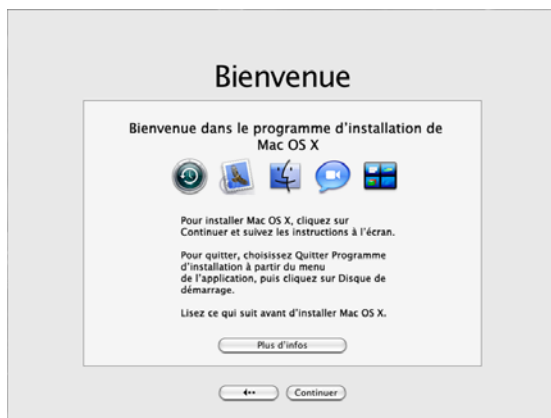 Bienvenue
Bienvenue dans le programme d'installation de
Mac OS X
Pour installer Mac OS X, cliquez sur
Continuer et suivez les instructions à l'écran.
Pour quitter, choisissez Quitter Programme
d'installation à partir du menu
de l'application, puis cliquez sur Disque de
démarrage.
Lisez ce qui suit avant d'installer Mac OS X.
Plus d'infos
Continuer